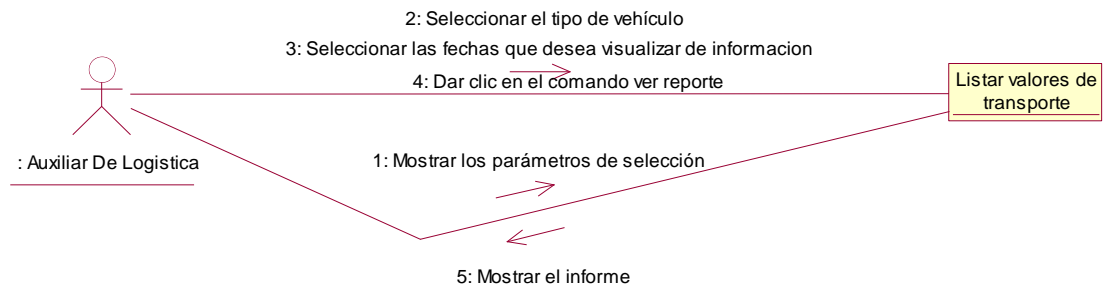 2: Seleccionar el tipo de vehículo
3: Seleccionar las fechas que desea visualizar de informacion
4: Dar clic en el comando ver reporte
Listar valores de
transporte
: Auxiliar De Logistica
1: Mostrar los parámetros de selección
5: Mostrar el informe